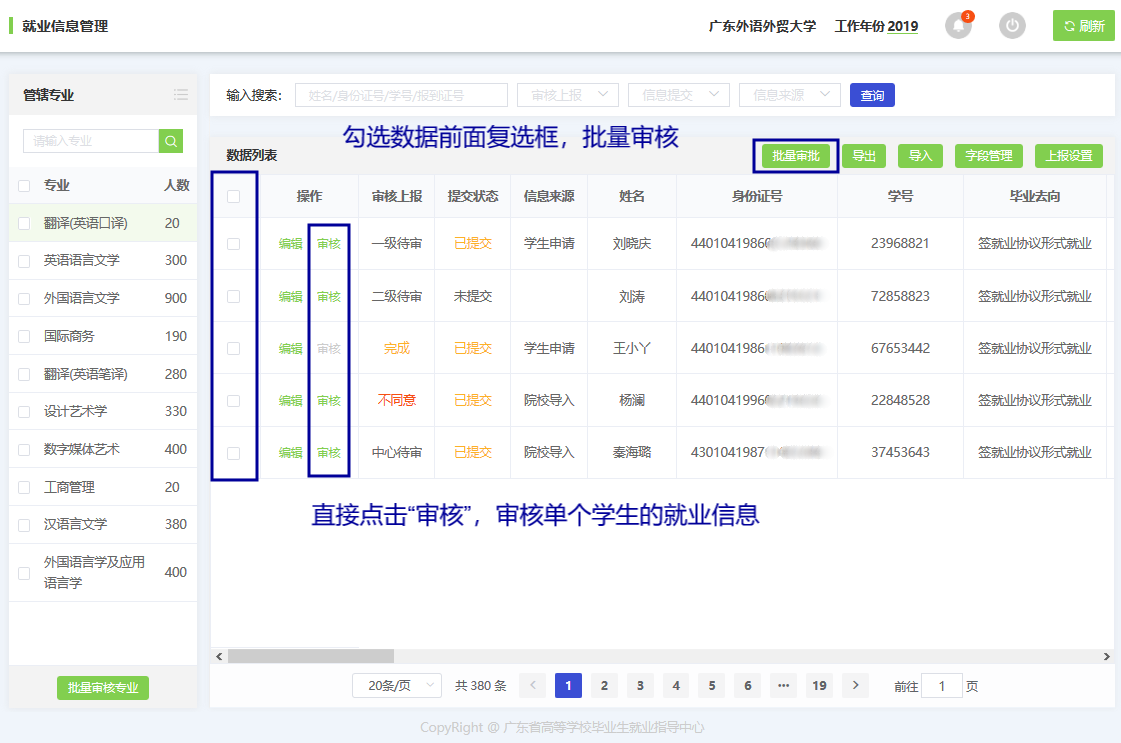 就业信息管理
广东外语外贸大学 工作年份 2019
3
刷新
管辖专业
输入搜索： 姓名/身份证号/学号/报到证号 审核上报 信息提交 信息来源 查询
请输入专业
勾选数据前面复选框，批量审核
数据列表 批量审批 导出 导入 字段管理 上报设置
专业 人数
翻译(英语口译) 20
英语语言文学 300
外国语言文学 900
国际商务 190
翻译(英语笔译) 280
设计艺术学 330
数字媒体艺术 400
工商管理 20
汉语言文学 380
外国语言学及应用
语言学 400
批量审核专业
操作 审核上报 提交状态 信息来源 姓名 身份证号 学号 毕业去向
编辑 审核 一级待审 已提交 学生申请 刘晓庆 4401041986 23968821 签就业协议形式就业
编辑 审核 二级待审 未提交 刘涛 4401041986 72858823 签就业协议形式就业
编辑 审核 完成 已提交 学生申请 王小丫 4401041986 67653442 签就业协议形式就业
编辑 审核 不同意 已提交 院校导入 杨澜 4401041996 22848528 签就业协议形式就业
编辑 审核 中心待审 已提交 院校导入 秦海璐 4301041987 37453643 签就业协议形式就业
直接点击“审核”，审核单个学生的就业信息
20条/页 共 380 条 < 1 2 3 4 5 6 ··· 19 > 前往 1 页
CopyRight @ 广东省高等学校毕业生就业指导中心